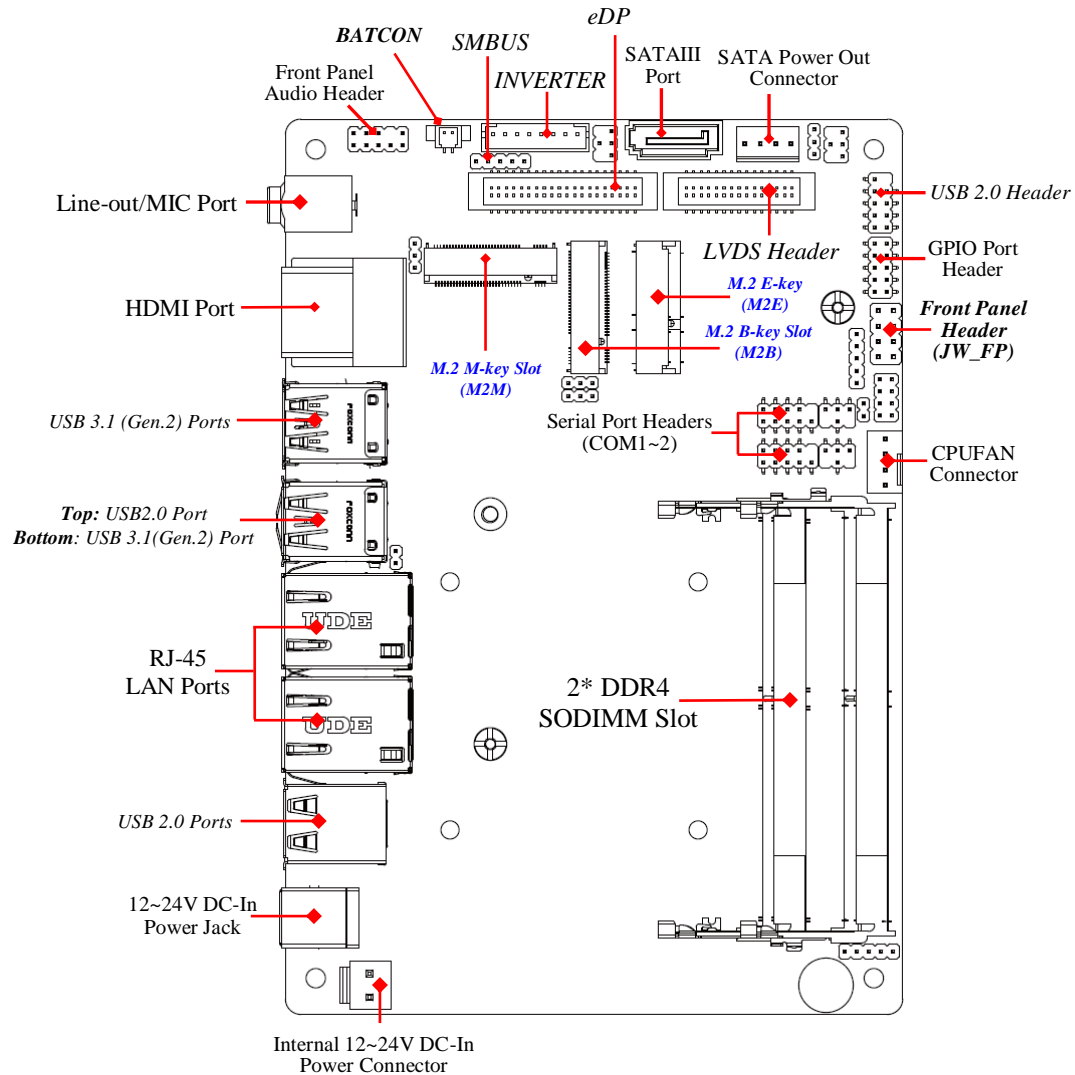 eDP
BATCON
SMBUS
SATAIII
Port
SATA Power Out
Connector
Front Panel
Audio Header
INVERTER
Line-out/MIC Port
USB 2.0 Header
LVDS Header
GPIO Port
Header
HDMI Port
M.2 E-key
(M2E)
Front Panel
Header
(JW_FP)
M.2 B-key Slot
(M2B)
M.2 M-key Slot
(M2M)
USB 3.1 (Gen.2) Ports
Foxconn
Serial Port Headers
(COM1~2)
CPUFAN
Connector
Top: USB2.0 Port
Bottom: USB 3.1(Gen.2) Port
Foxconn
UDE
RJ-45
LAN Ports
UDE
2* DDR4
SODIMM Slot
USB 2.0 Ports
12~24V DC-In
Power Jack
Internal 12~24V DC-In
Power Connector